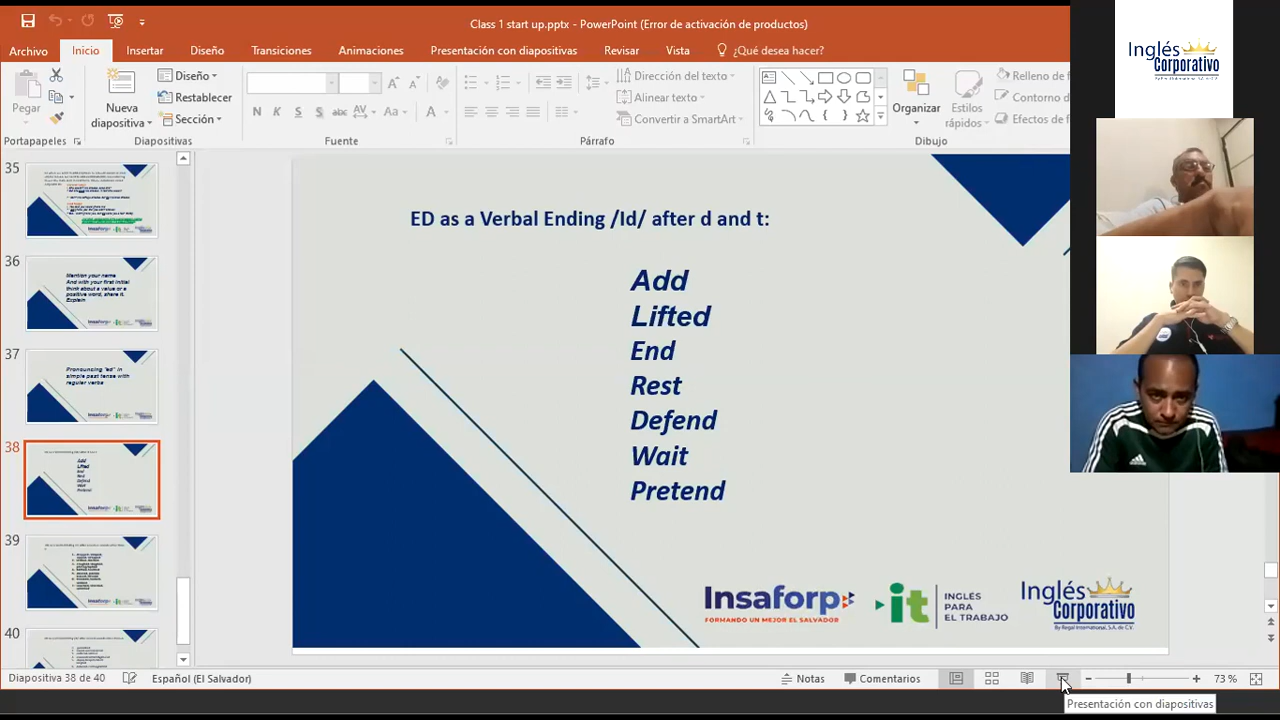 Class 1 start up.pptx - PowerPoint (Error de activación de productos)
Archivo Inicio Insertar Diseño Transiciones Animaciones Presentación con diapositivas Revisar Vista ¿Qué desea hacer?
Pegar
Portapapeles
Nueva diapositiva
Diseño
Restablecer
Sección
Diapositivas
N K S S abc AV Aa A
Fuente
Dirección del texto
Alinear texto
Convertir a SmartArt
Párrafo
Organizar
Estilos rápidos
Relleno de f
Contorno d
Efectos de f
Dibujo
Inglés
Corporativo
35
36
Mention your name
And with your first initial
think about a value or a
positive word, share it.
Explain
37
Pronouncing "ed" in
simple past tense with
regular verbs
38
39
40
ED as a Verbal Ending /Id/ after d and t:
Add
Lifted
End
Rest
Defend
Wait
Pretend
Insaforp
FORMANDO UN MEJOR EL SALVADOR
it
INGLÉS
PARA
EL TRABAJO
Inglés
Corporativo
By Regal International, S.A. de C.V.
Diapositiva 38 de 40 Español (El Salvador) Notas Comentarios 73 %
Presentación con diapositivas